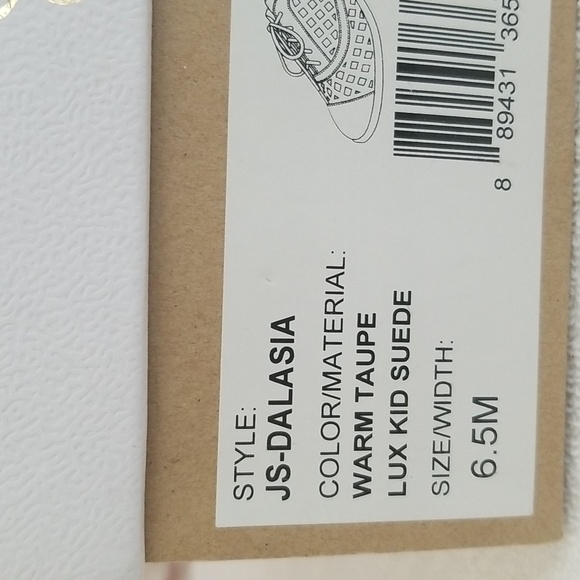 STYLE:
JS-DALASIA
COLOR/MATERIAL:
WARM TAUPE
LUX KID SUEDE
SIZE/WIDTH:
6.5M
8 89431 365